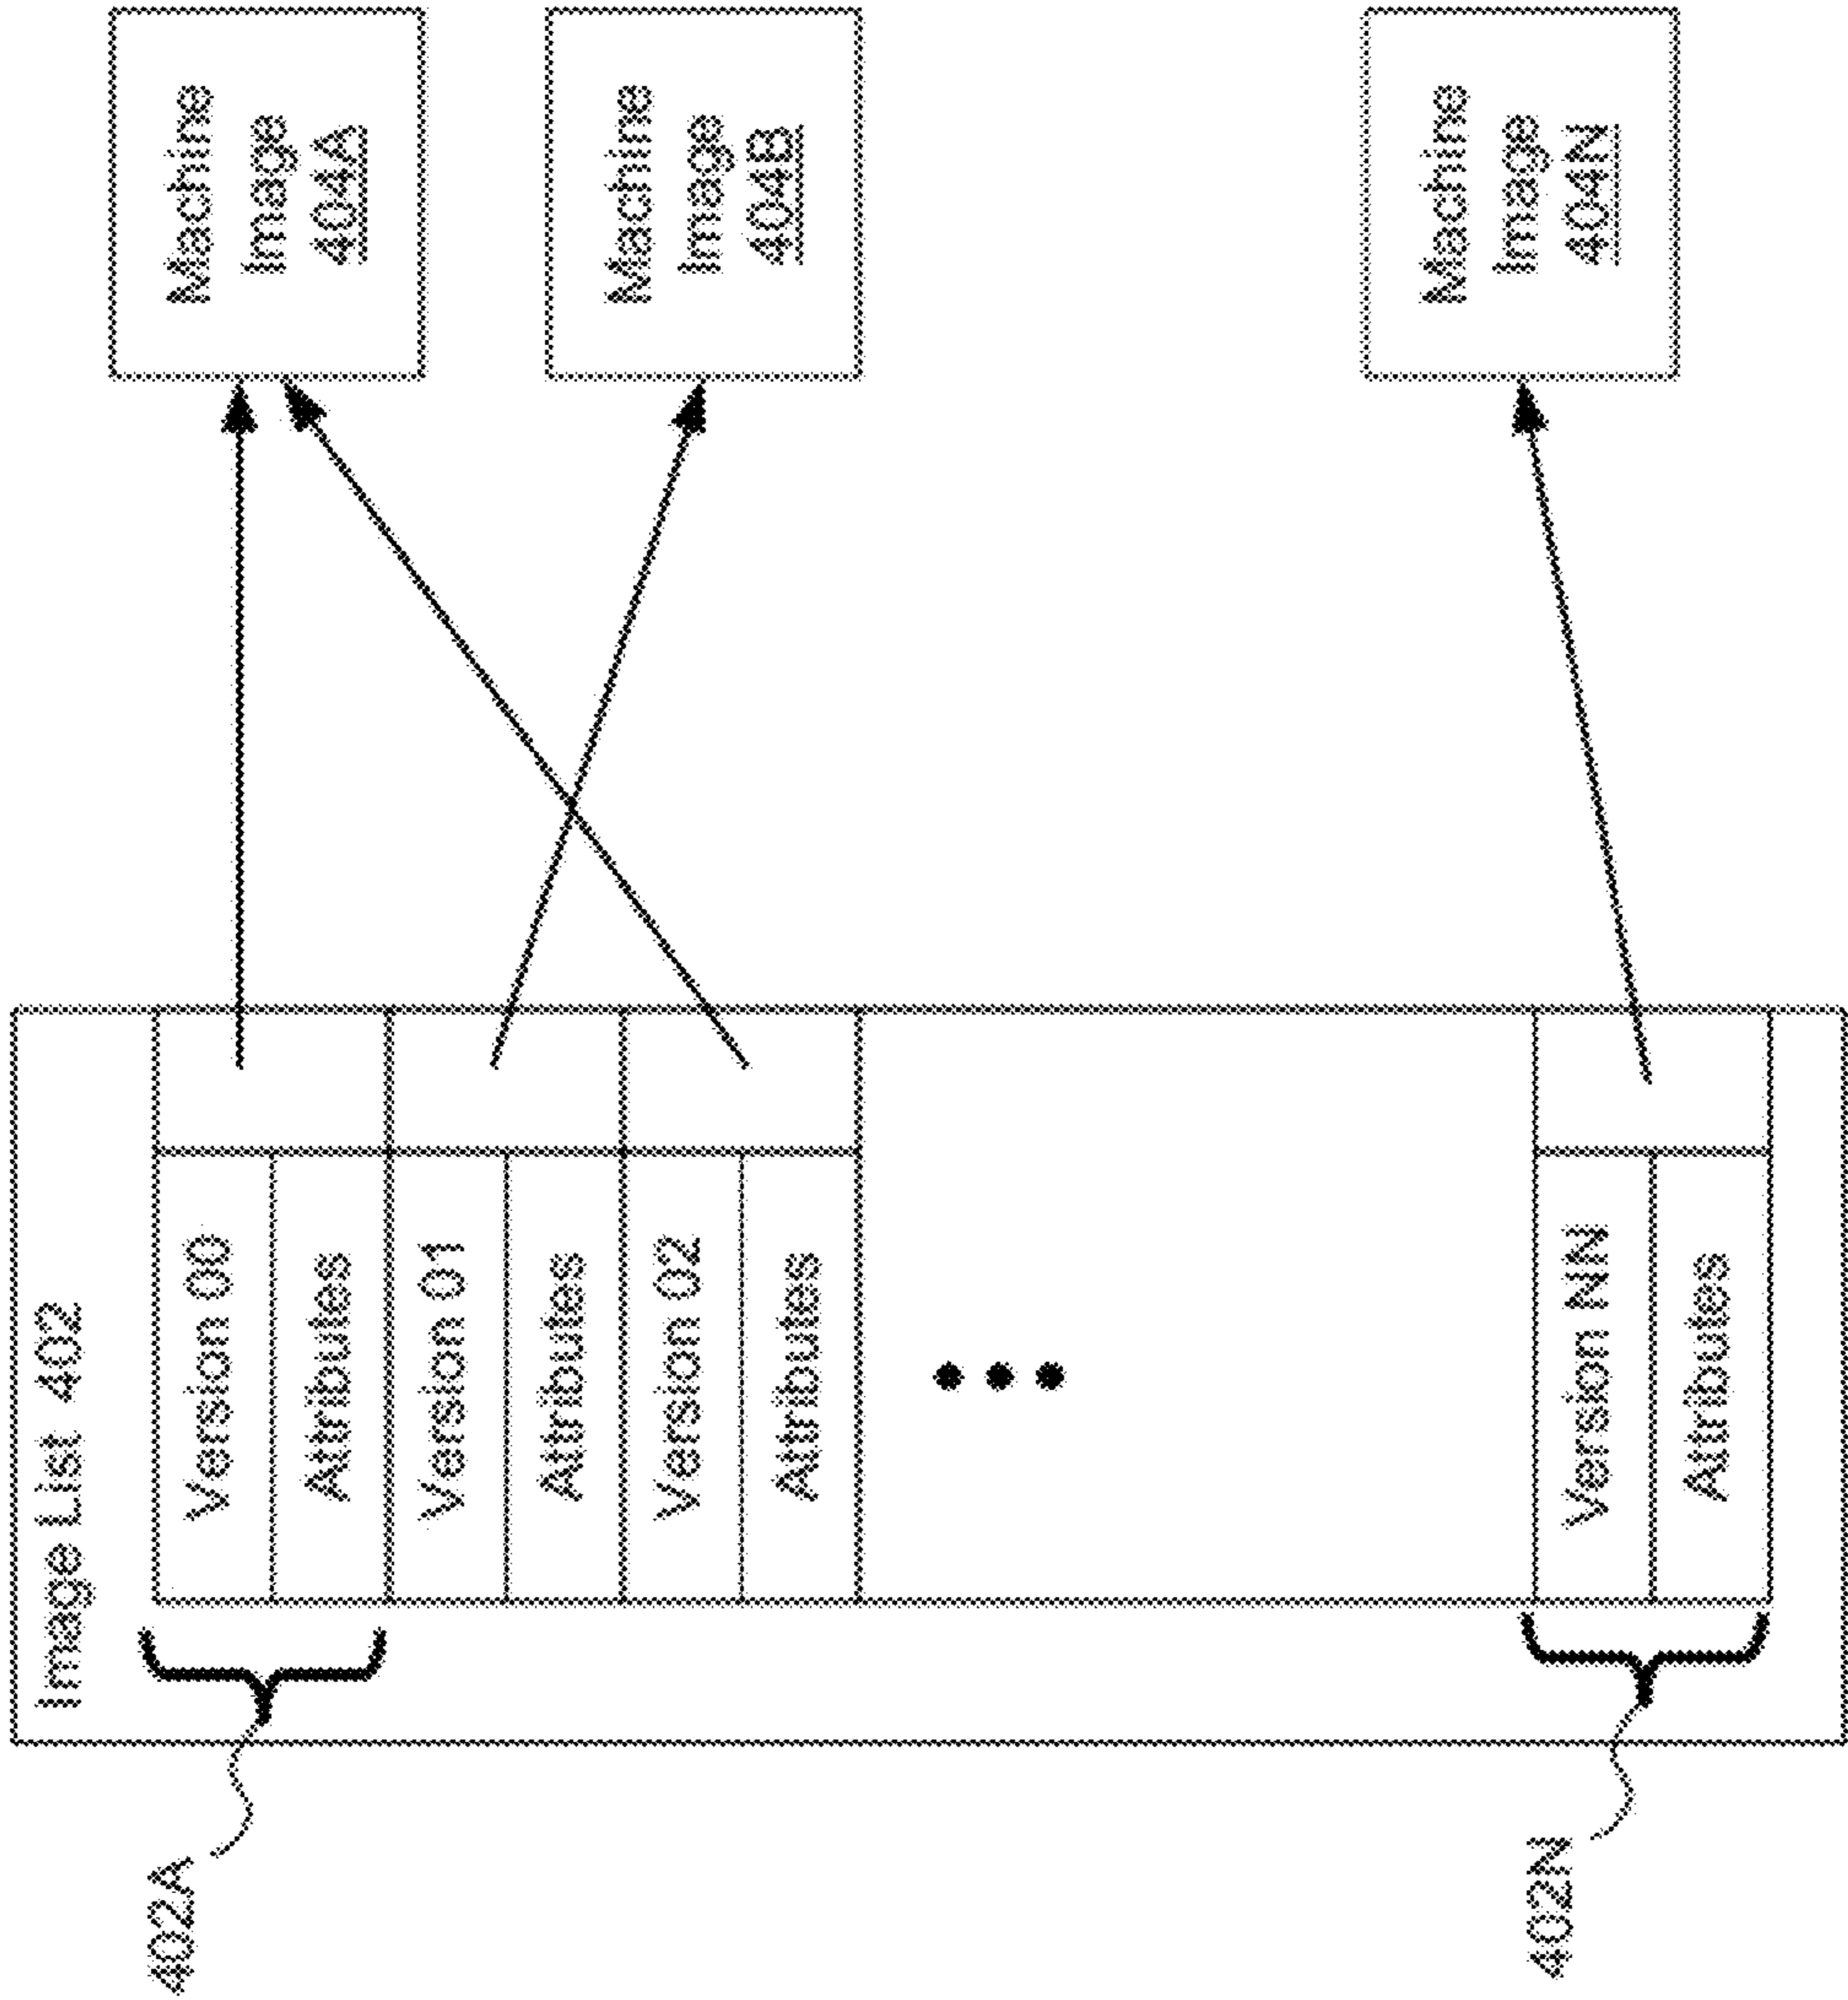 Image List 402
402A
Version 00
Attributes
Version 01
Attributes
Version 02
Attributes
402N
Version NN
Attributes
Machine
Image
404A
Machine
Image
404B
Machine
Image
404N